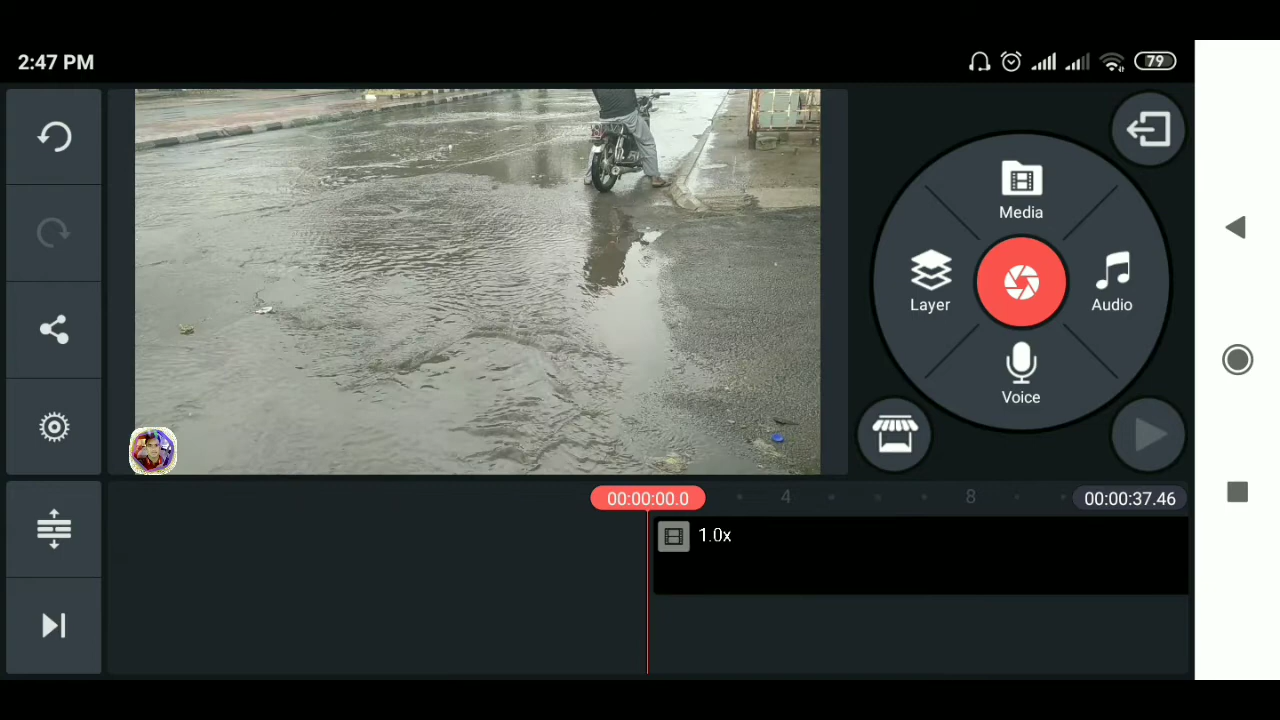 2:47 PM
79
Media
Layer
Audio
Voice
00:00:00.0
4
8
00:00:37.46
1.0x